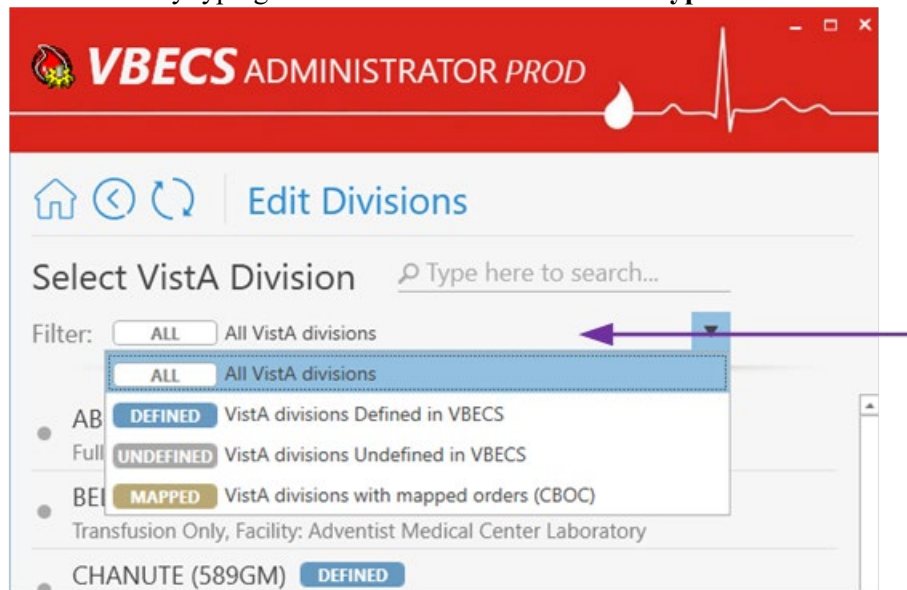 VBECS ADMINISTRATOR PROD
Edit Divisions
Select VistA Division Type here to search...
Filter: ALL All VistA divisions
ALL All VistA divisions
DEFINED VistA divisions Defined in VBECS
UNDEFINED VistA divisions Undefined in VBECS
MAPPED VistA divisions with mapped orders (CBOC)
AB
Full
BE
Transfusion Only, Facility: Adventist Medical Center Laboratory
CHANUTE (589GM) DEFINED